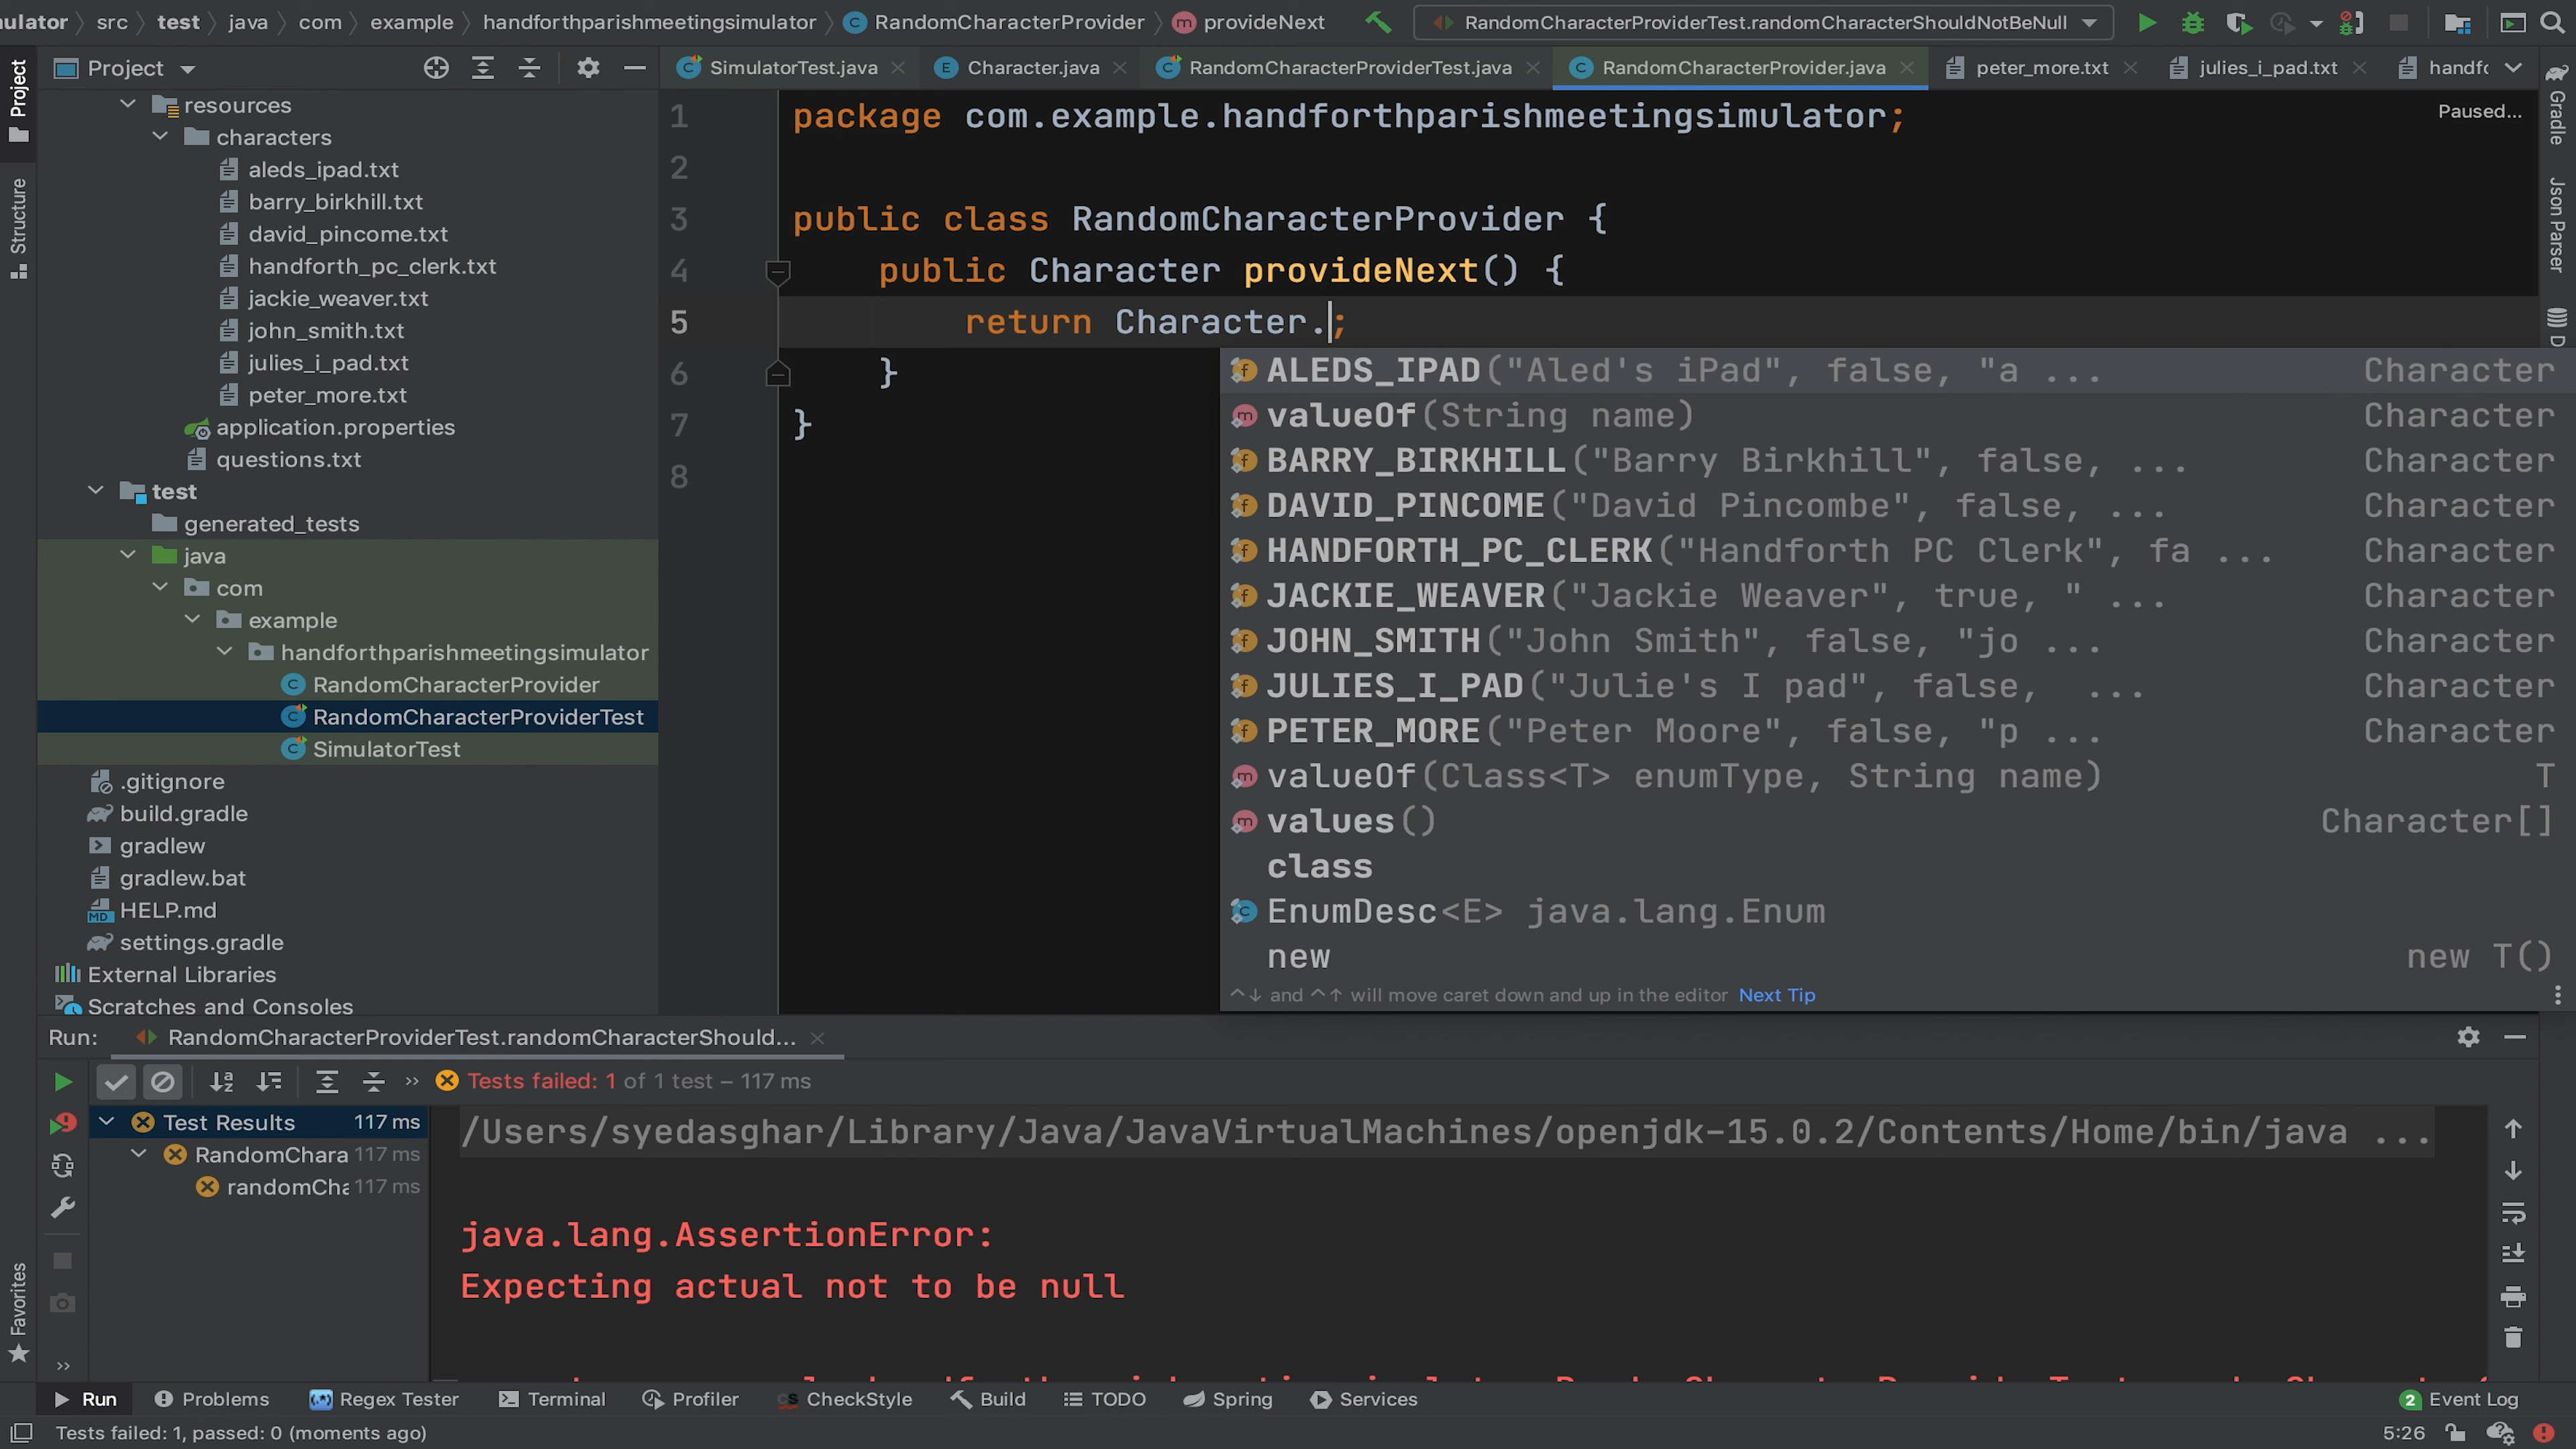 nulator src test java com example handforthparishmeetingsimulator RandomCharacterProvider provideNext RandomCharacterProviderTest.randomCharacterShouldNotBeNull
Project
SimulatorTest.java Character.java RandomCharacterProviderTest.java RandomCharacterProvider.java peter_more.txt julies_i_pad.txt handfo
Project
Structure
Favorites
resources
characters
aleds_ipad.txt
barry_birkhill.txt
david_pincome.txt
handforth_pc_clerk.txt
jackie_weaver.txt
john_smith.txt
julies_i_pad.txt
peter_more.txt
application.properties
questions.txt
test
generated_tests
java
com
example
handforthparishmeetingsimulator
RandomCharacterProvider
RandomCharacterProviderTest
SimulatorTest
.gitignore
build.gradle
gradlew
gradlew.bat
HELP.md
settings.gradle
External Libraries
Scratches and Consoles
1 package com.example.handforthparishmeetingsimulator;
2
3 public class RandomCharacterProvider {
4 public Character provideNext() {
5 return Character.;
6 }
7 }
8
Paused...
Gradle
Json Parser
D
ALEDS_IPAD("Aled's iPad", false, "a ... Character
valueOf(String name) Character
BARRY_BIRKHILL("Barry Birkhill", false, ... Character
DAVID_PINCOME("David Pincombe", false, ... Character
HANDFORTH_PC_CLERK("Handforth PC Clerk", fa ... Character
JACKIE_WEAVER("Jackie Weaver", true, " ... Character
JOHN_SMITH("John Smith", false, "jo ... Character
JULIES_I_PAD("Julie's I pad", false, ... Character
PETER_MORE("Peter Moore", false, "p ... Character
valueOf(Class<T> enumType, String name) T
values() Character[]
class
EnumDesc<E> java.lang.Enum
new new T()
^↓ and ^↑ will move caret down and up in the editor Next Tip
Run: RandomCharacterProviderTest.randomCharacterShould...
Tests failed: 1 of 1 test – 117 ms
Test Results 117 ms
RandomChara 117 ms
randomCha 117 ms
/Users/syedasghar/Library/Java/JavaVirtualMachines/openjdk-15.0.2/Contents/Home/bin/java ...
java.lang.AssertionError:
Expecting actual not to be null
Run Problems Regex Tester Terminal Profiler CheckStyle Build TODO Spring Services 2 Event Log
Tests failed: 1, passed: 0 (moments ago) 5:26